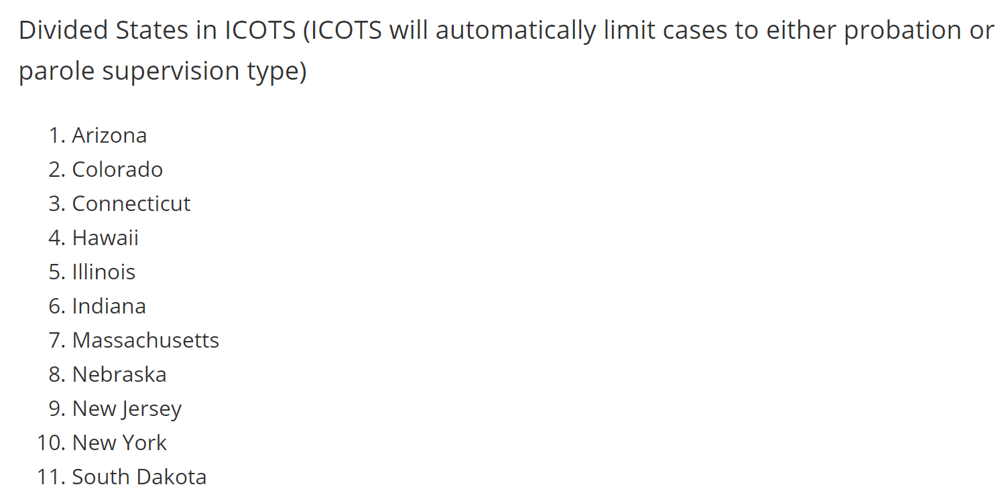 Divided States in ICOTS (ICOTS will automatically limit cases to either probation or
parole supervision type)
1. Arizona
2. Colorado
3. Connecticut
4. Hawaii
5. Illinois
6. Indiana
7. Massachusetts
8. Nebraska
9. New Jersey
10. New York
11. South Dakota